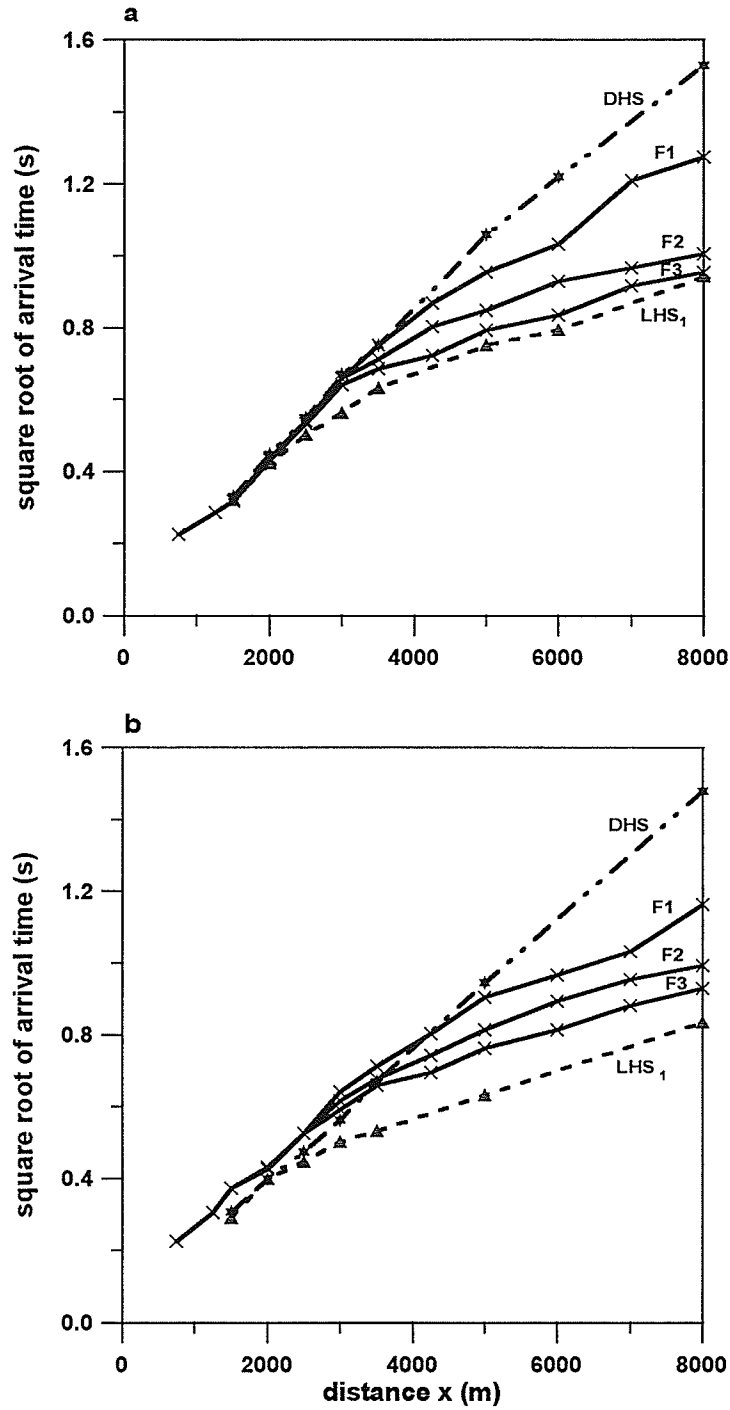 a
square root of arrival time (s)
1.6
1.2
0.8
0.4
0.0
DHS
F1
F2
F3
LHS1
0 2000 4000 6000 8000
b
square root of arrival time (s)
1.6
1.2
0.8
0.4
0.0
DHS
F1
F2
F3
LHS 1
0 2000 4000 6000 8000
distance x (m)